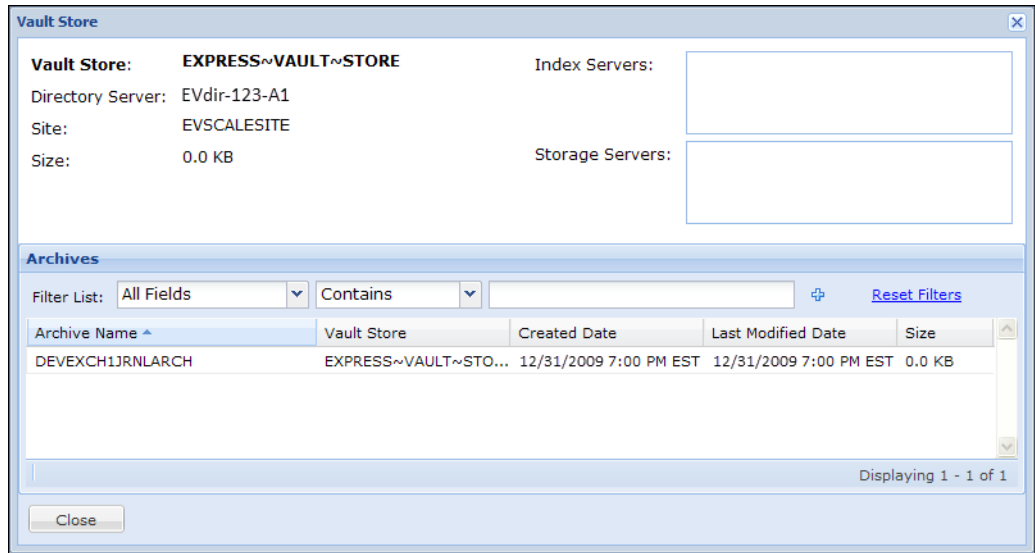 Vault Store
Vault Store: EXPRESS~VAULT~STORE
Directory Server: EVdir-123-A1
Site: EVSCALESITE
Size: 0.0 KB
Index Servers:
Storage Servers:
Archives
Filter List: All Fields Contains Reset Filters
Archive Name Vault Store Created Date Last Modified Date Size
DEVEXCH1JRNLARCH EXPRESS~VAULT~STO... 12/31/2009 7:00 PM EST 12/31/2009 7:00 PM EST 0.0 KB
Displaying 1 - 1 of 1
Close